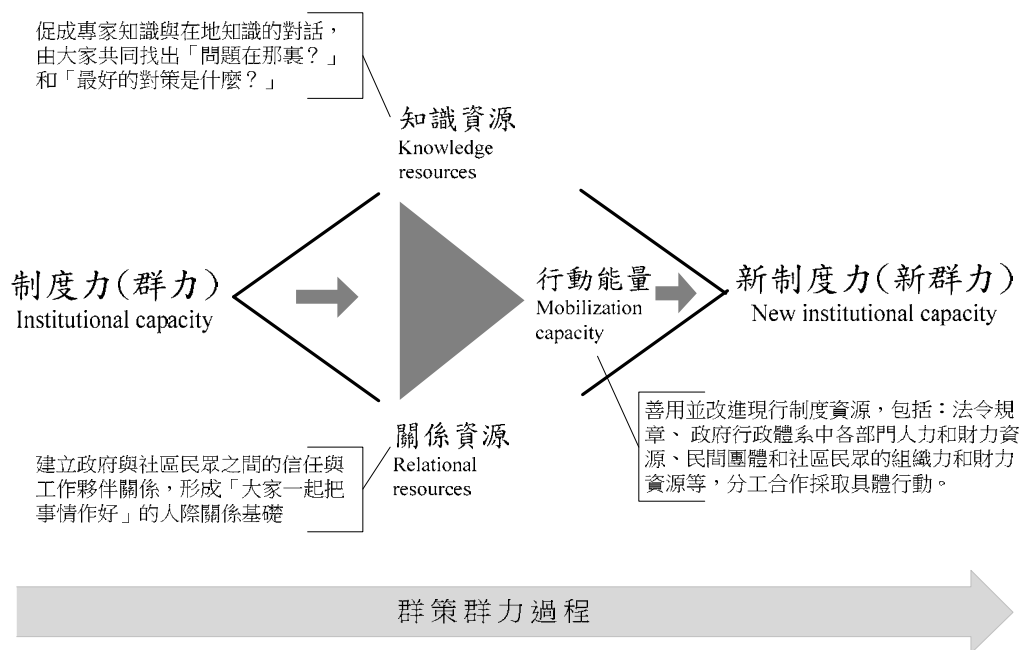 促成專家知識與在地知識的對話，
由大家共同找出「問題在那裏？」
和「最好的對策是什麼？」
知識資源
Knowledge
resources
制度力(群力)
Institutional capacity
行動能量
Mobilization
capacity
新制度力(新群力)
New institutional capacity
關係資源
Relational
resources
建立政府與社區民眾之間的信任與
工作夥伴關係，形成「大家一起把
事情作好」的人際關係基礎
善用並改進現行制度資源，包括：法令規
章、政府行政體系中各部門人力和財力資
源、民間團體和社區民眾的組織力和財力
資源等，分工合作採取具體行動。
群策群力過程